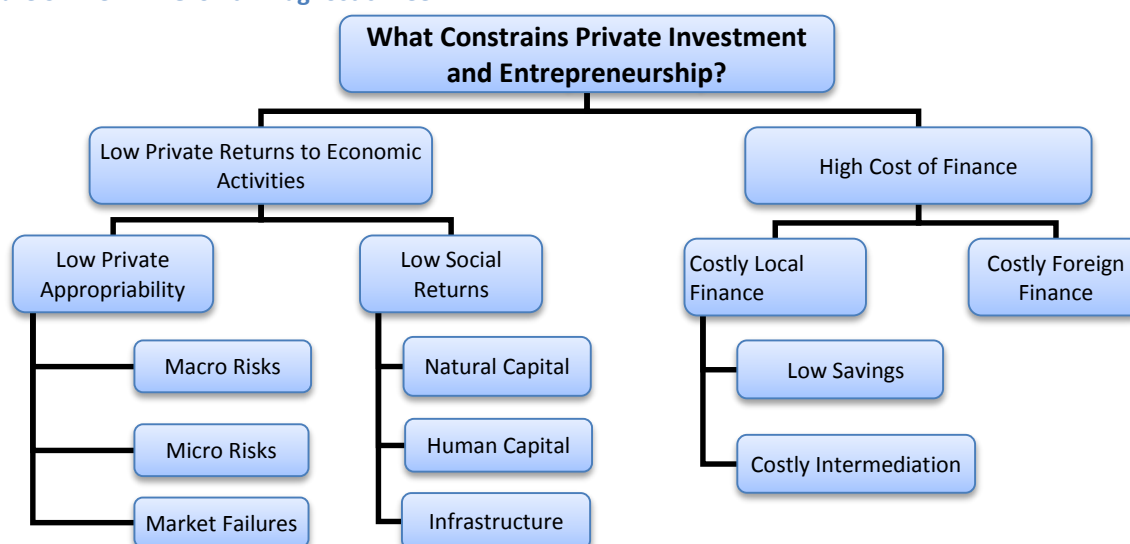 What Constrains Private Investment
and Entrepreneurship?
Low Private Returns to Economic
Activities
High Cost of Finance
Low Private
Appropriability
Low Social
Returns
Costly Local
Finance
Costly Foreign
Finance
Macro Risks
Natural Capital
Low Savings
Micro Risks
Human Capital
Costly Intermediation
Market Failures
Infrastructure